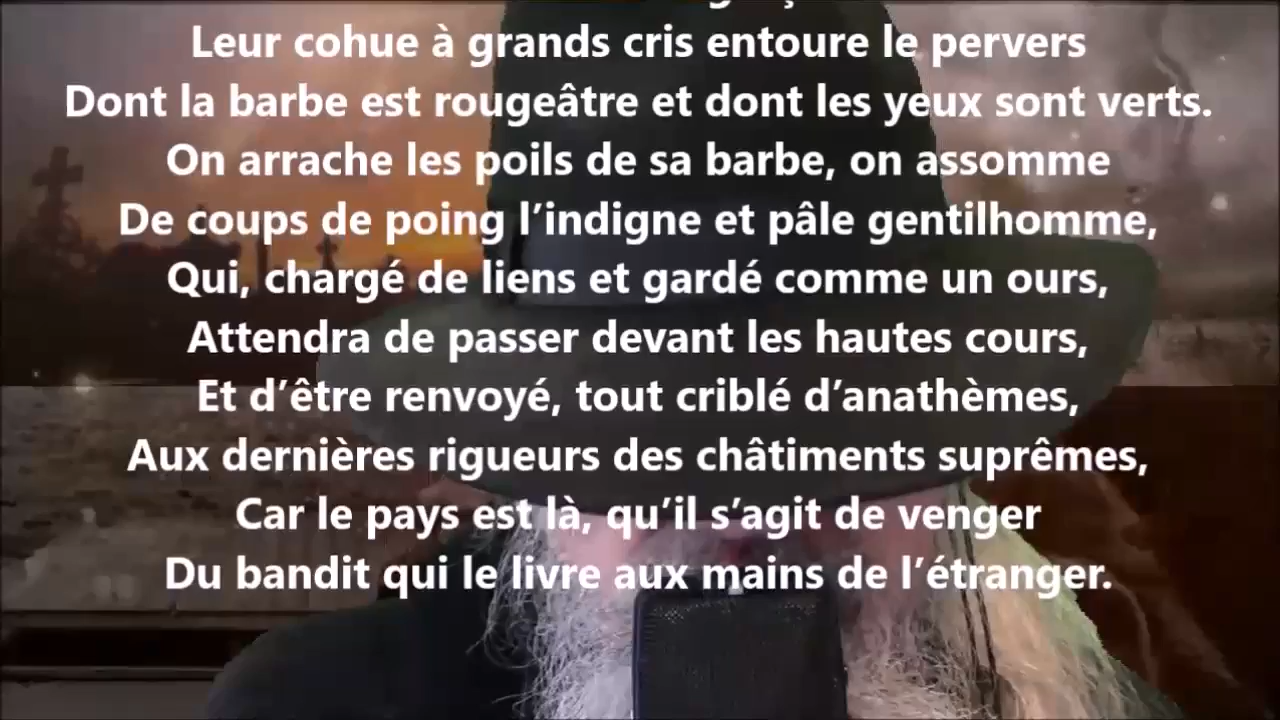 Leur cohue à grands cris entoure le pervers
Dont la barbe est rougeâtre et dont les yeux sont verts.
On arrache les poils de sa barbe, on assomme
De coups de poing l’indigne et pâle gentilhomme,
Qui, chargé de liens et gardé comme un ours,
Attendra de passer devant les hautes cours,
Et d’être renvoyé, tout criblé d’anathèmes,
Aux dernières rigueurs des châtiments suprêmes,
Car le pays est là, qu’il s’agit de venger
Du bandit qui le livre aux mains de l’étranger.